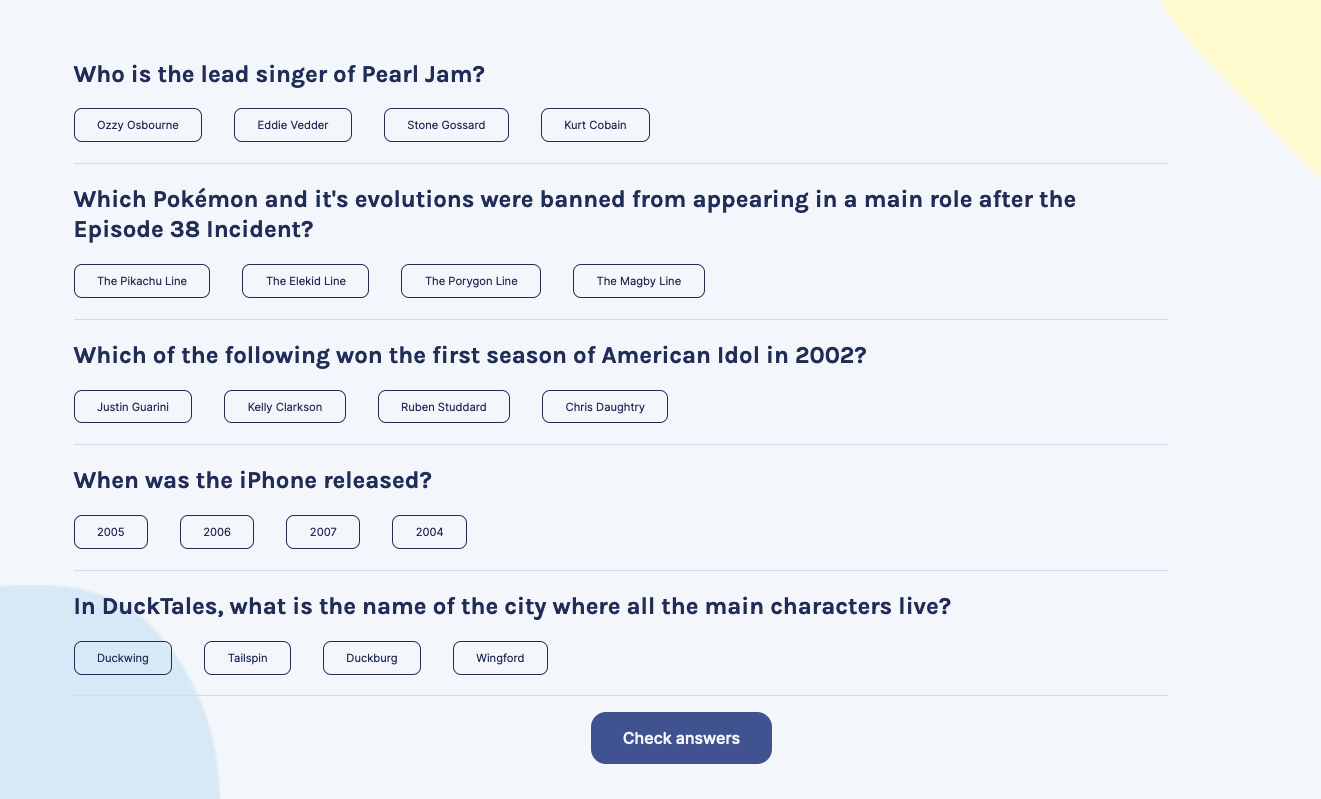 Who is the lead singer of Pearl Jam?
Ozzy Osbourne Eddie Vedder Stone Gossard Kurt Cobain
Which Pokémon and it's evolutions were banned from appearing in a main role after the
Episode 38 Incident?
The Pikachu Line The Elekid Line The Porygon Line The Magby Line
Which of the following won the first season of American Idol in 2002?
Justin Guarini Kelly Clarkson Ruben Studdard Chris Daughtry
When was the iPhone released?
2005 2006 2007 2004
In DuckTales, what is the name of the city where all the main characters live?
Duckwing Tailspin Duckburg Wingford
Check answers